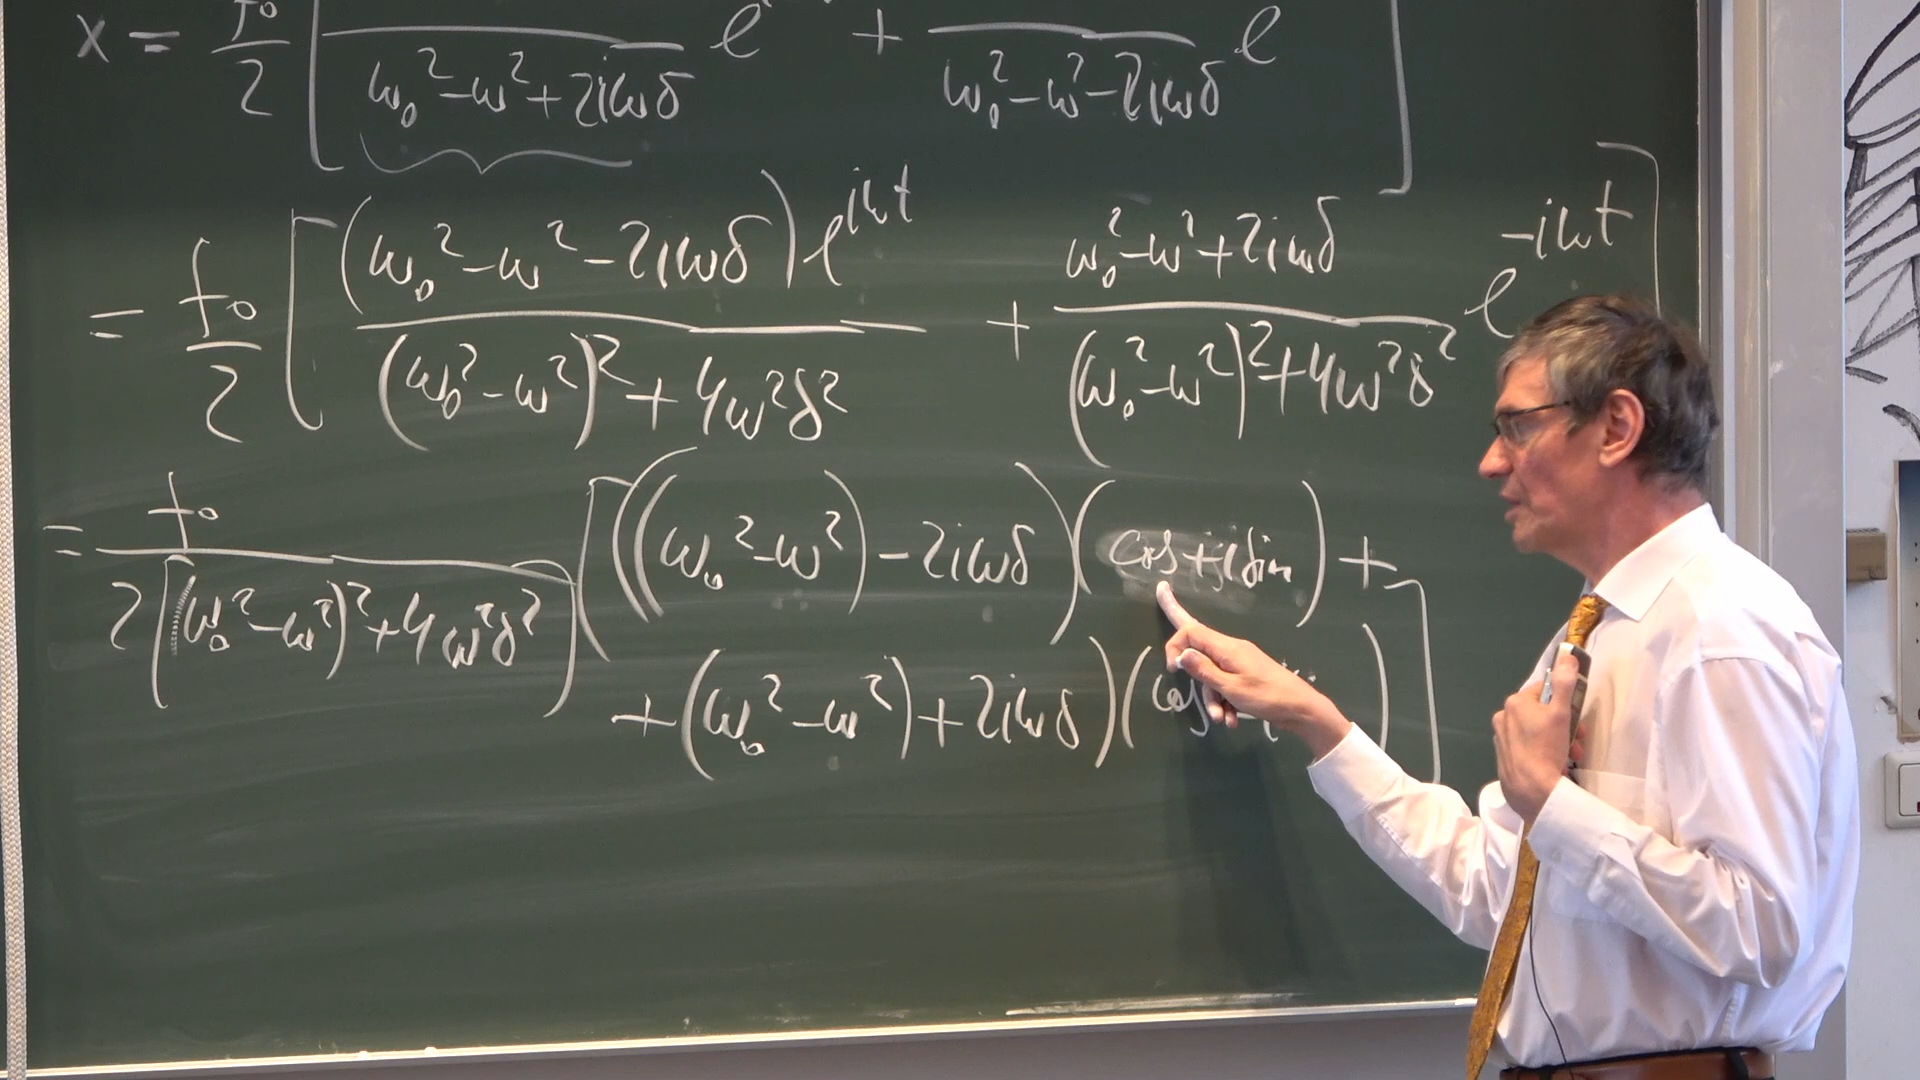 x = f₀/2 [ 1/(ω₀²-ω²+2iωδ) e + 1/(ω₀²-ω²-2iωδ) e ]
= f₀/2 [ (ω₀²-ω²-2iωδ)e^{iωt} / ((ω₀²-ω²)²+4ω²δ²) + (ω₀²-ω²+2iωδ) / ((ω₀²-ω²)²+4ω²δ²) e^{-iωt} ]
= f₀ / 2((ω₀²-ω²)²+4ω²δ²) [((ω₀²-ω²)-2iωδ)(cos+i sin)+
+(ω₀²-ω²)+2iωδ)(cos )]